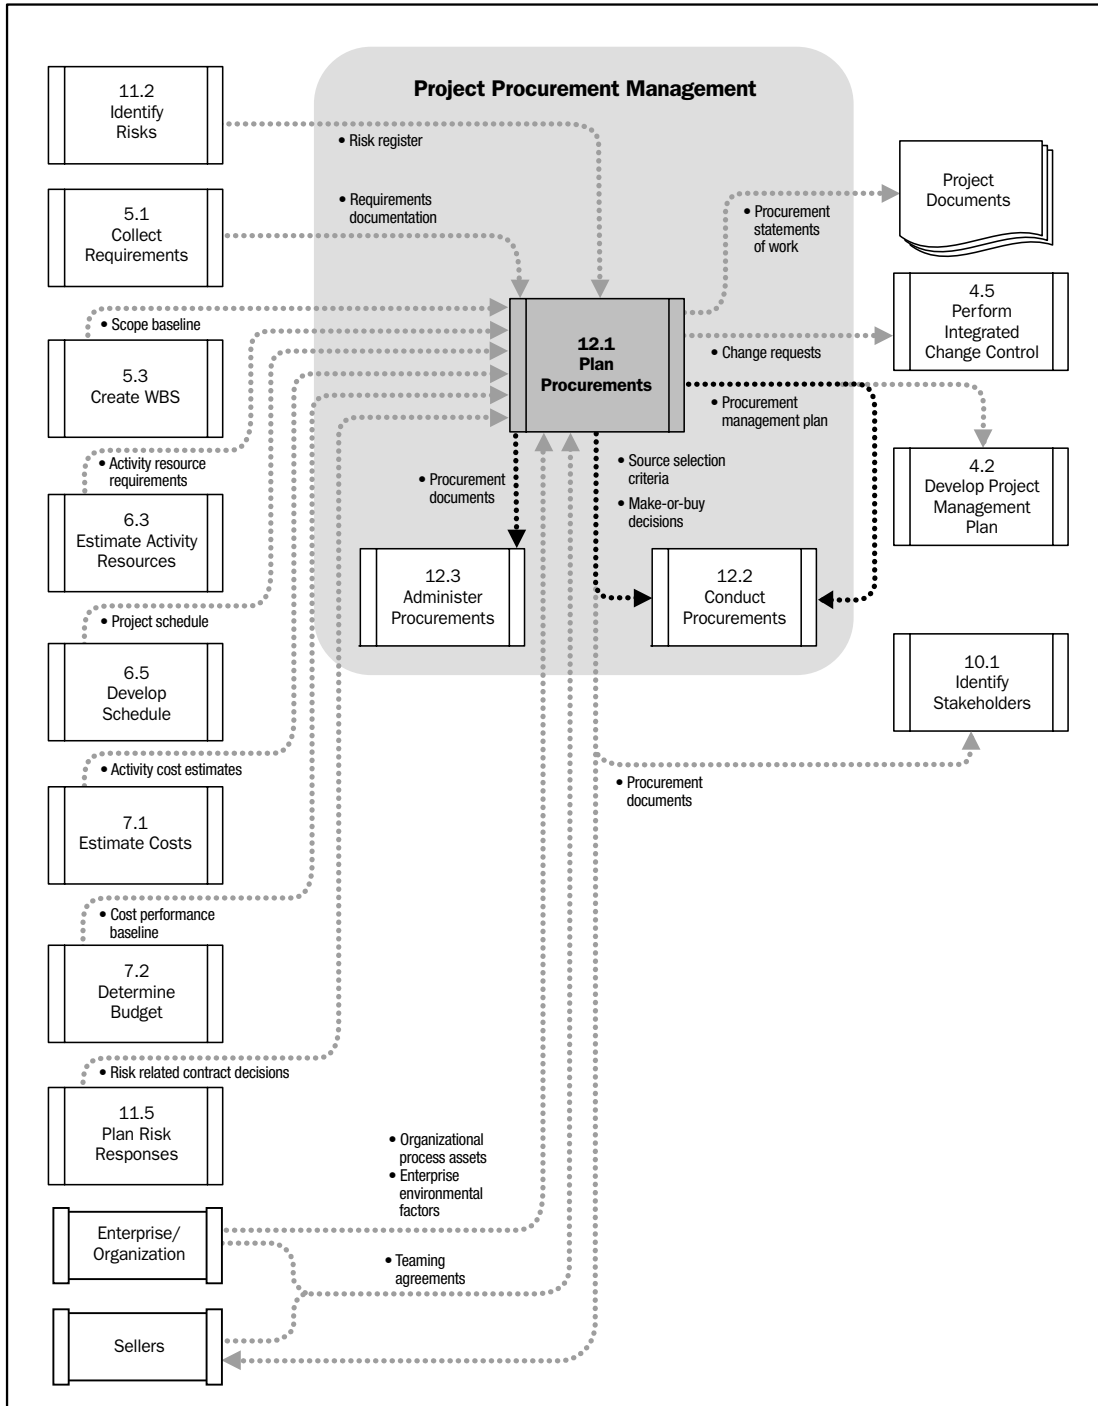 Project Procurement Management
11.2
Identify
Risks
• Risk register
5.1
Collect
Requirements
• Requirements
documentation
• Procurement
statements
of work
Project
Documents
• Scope baseline
5.3
Create WBS
12.1
Plan
Procurements
• Change requests
4.5
Perform
Integrated
Change Control
• Procurement
management plan
• Activity resource
requirements
6.3
Estimate Activity
Resources
• Procurement
documents
• Source selection
criteria
• Make-or-buy
decisions
4.2
Develop Project
Management
Plan
12.3
Administer
Procurements
12.2
Conduct
Procurements
• Project schedule
6.5
Develop
Schedule
10.1
Identify
Stakeholders
• Activity cost estimates
7.1
Estimate Costs
• Procurement
documents
• Cost performance
baseline
7.2
Determine
Budget
• Risk related contract decisions
11.5
Plan Risk
Responses
• Organizational
process assets
• Enterprise
environmental
factors
Enterprise/
Organization
• Teaming
agreements
Sellers